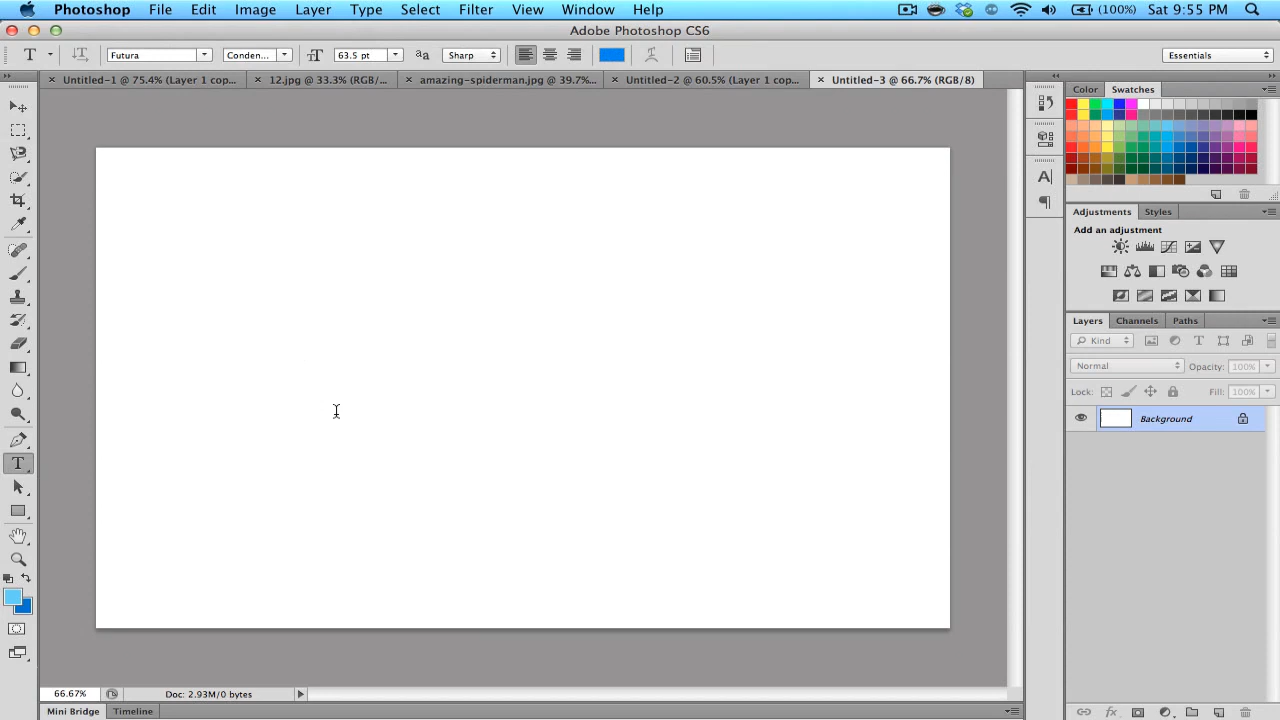 Photoshop File Edit Image Layer Type Select Filter View Window Help (100%) Sat 9:55 PM
Adobe Photoshop CS6
T Futura Conden... 63.5 pt aa Sharp Essentials
Untitled-1 @ 75.4% (Layer 1 cop... 12.jpg @ 33.3% (RGB/... amazing-spiderman.jpg @ 39.7%... Untitled-2 @ 60.5% (Layer 1 cop... Untitled-3 @ 66.7% (RGB/8)
Color Swatches
Adjustments Styles
Add an adjustment
Layers Channels Paths
Kind
Normal Opacity: 100%
Lock: Fill: 100%
Background
66.67% Doc: 2.93M/0 bytes
Mini Bridge Timeline